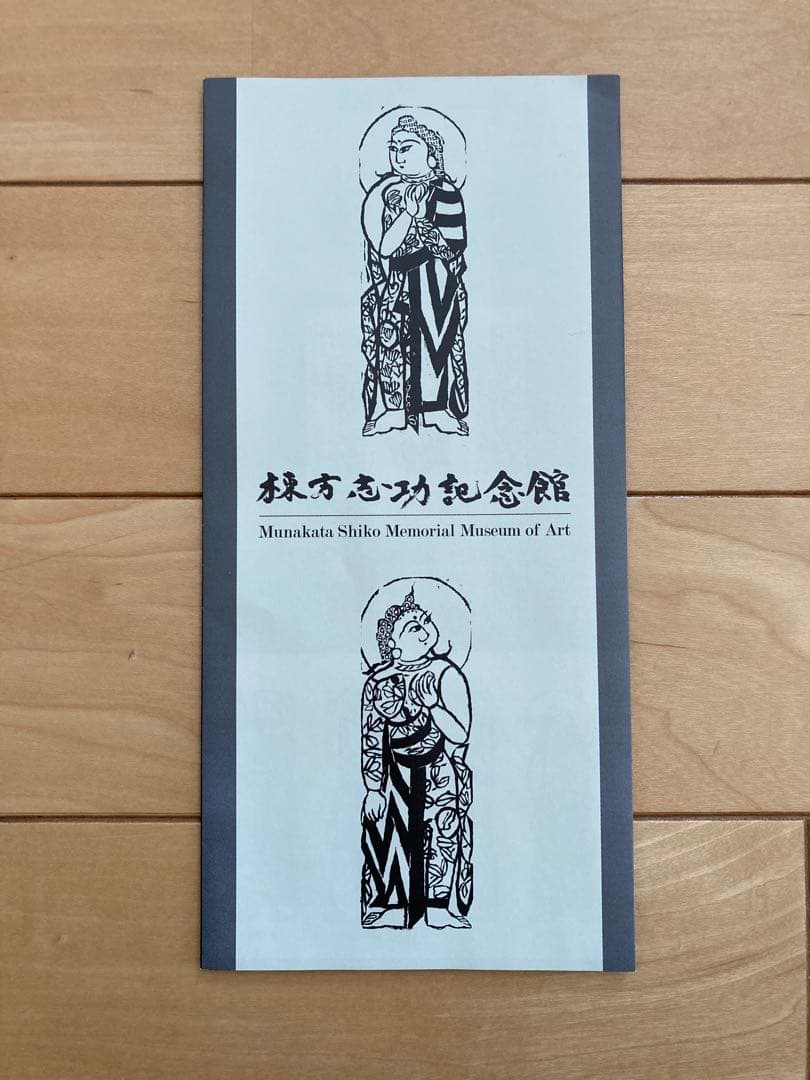 棟方志功記念館
Munakata Shiko Memorial Museum of Art